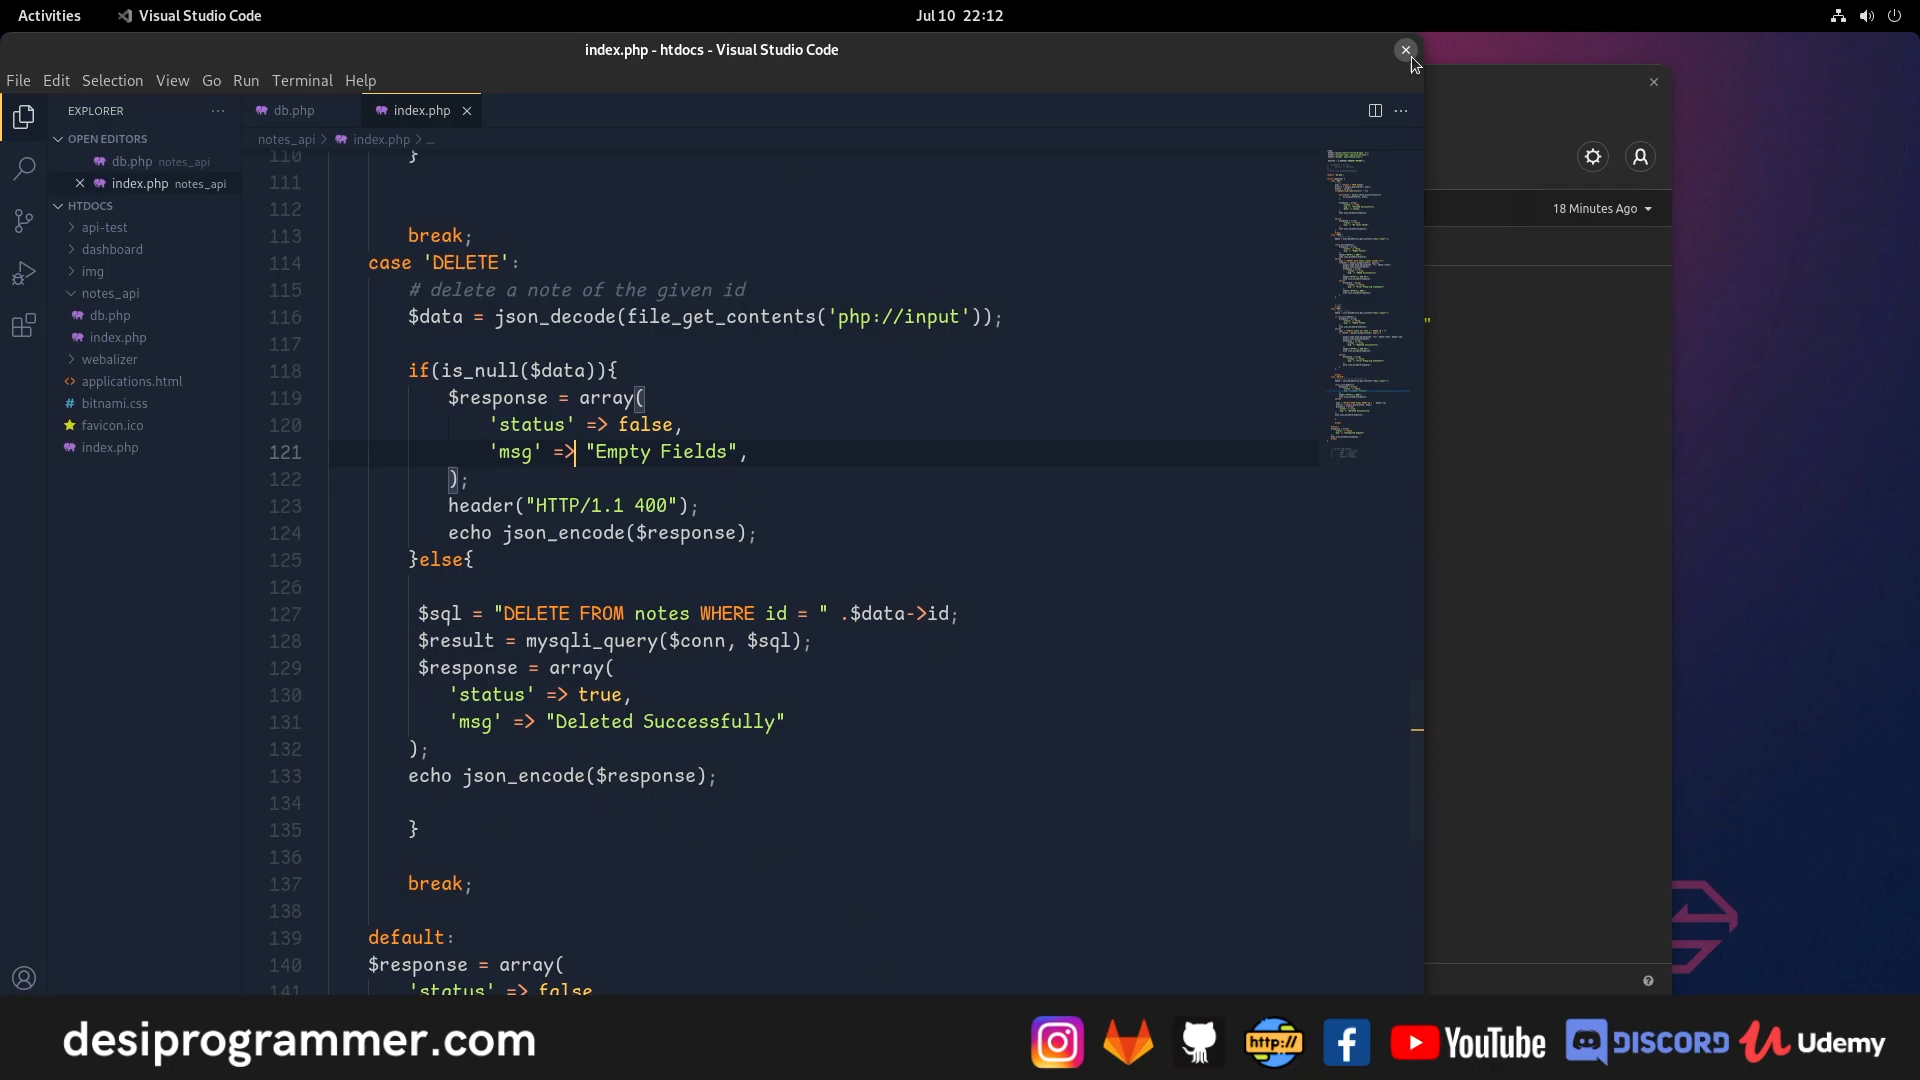 Activities
Visual Studio Code
Jul 10 22:12
index.php - htdocs - Visual Studio Code
File Edit Selection View Go Run Terminal Help
EXPLORER
OPEN EDITORS
db.php notes_api
index.php notes_api
HTDOCS
api-test
dashboard
img
notes_api
db.php
index.php
webalizer
applications.html
bitnami.css
favicon.ico
index.php
db.php
index.php
notes_api > index.php > ...
110 }
111
112
113 break;
114 case 'DELETE':
115 # delete a note of the given id
116 $data = json_decode(file_get_contents('php://input'));
117
118 if(is_null($data)){
119 $response = array(
120 'status' => false,
121 'msg' => "Empty Fields",
122 );
123 header("HTTP/1.1 400");
124 echo json_encode($response);
125 }else{
126
127 $sql = "DELETE FROM notes WHERE id = " .$data->id;
128 $result = mysqli_query($conn, $sql);
129 $response = array(
130 'status' => true,
131 'msg' => "Deleted Successfully"
132 );
133 echo json_encode($response);
134
135 }
136
137 break;
138
139 default:
140 $response = array(
141 'status' => false
18 Minutes Ago
"
desiprogrammer.com
http://
YouTube
DISCORD
Udemy